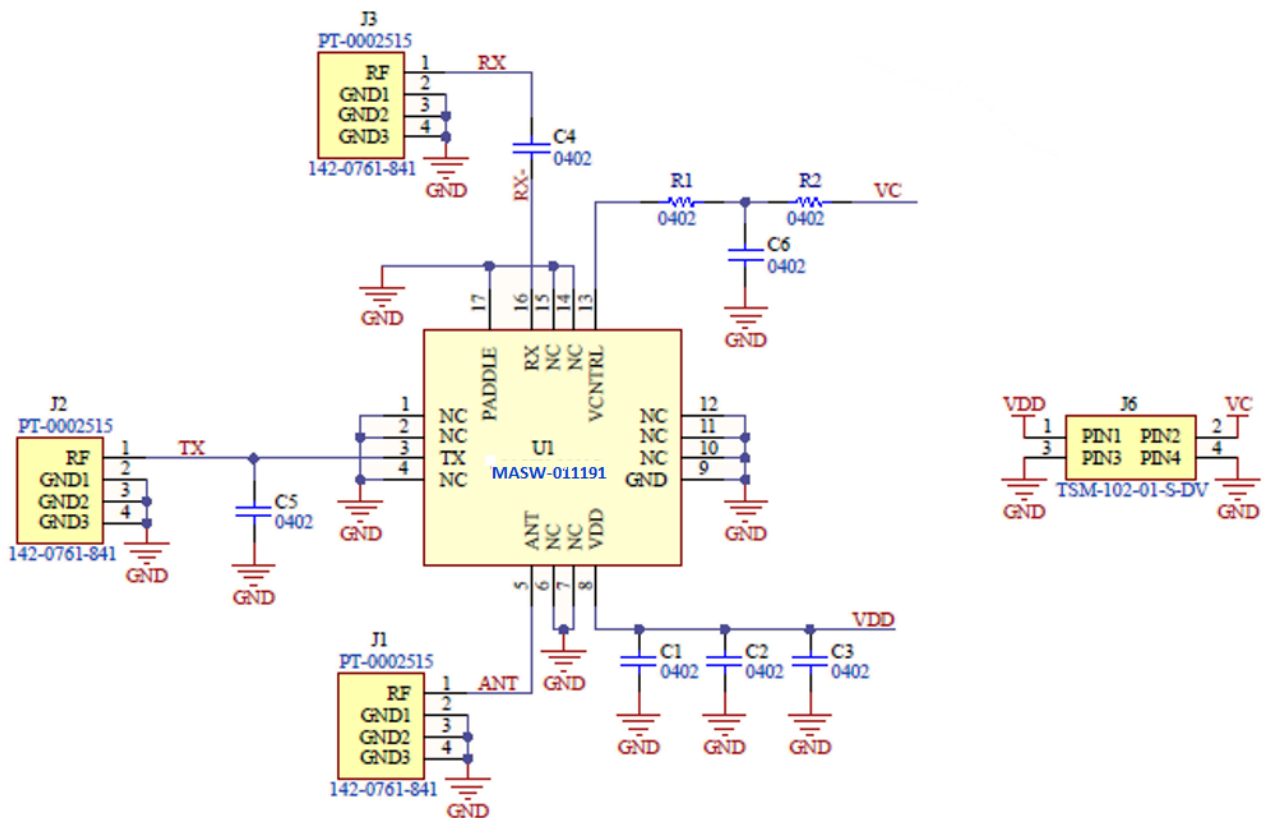 J3
PT-0002515
RF 1 RX
GND1 2
GND2 3
GND3 4
142-0761-841
GND
C4
0402
RX-
R1
0402
R2
0402
VC
C6
0402
GND
GND
17
16
15
14
13
PADDLE
RX
NC
NC
VCNTRL
J2
PT-0002515
RF 1 TX
GND1 2
GND2 3
GND3 4
142-0761-841
GND
C5
0402
GND
1 NC
2 NC
3 TX
4 NC
GND
U1
MASW-011191
NC 12
NC 11
NC 10
GND 9
GND
ANT
NC
NC
VDD
5
6
7
8
GND
VDD
C1
0402
C2
0402
C3
0402
GND
GND
GND
J1
PT-0002515
RF 1 ANT
GND1 2
GND2 3
GND3 4
142-0761-841
GND
VDD J6 VC
1 PIN1 PIN2 2
3 PIN3 PIN4 4
TSM-102-01-S-DV
GND
GND